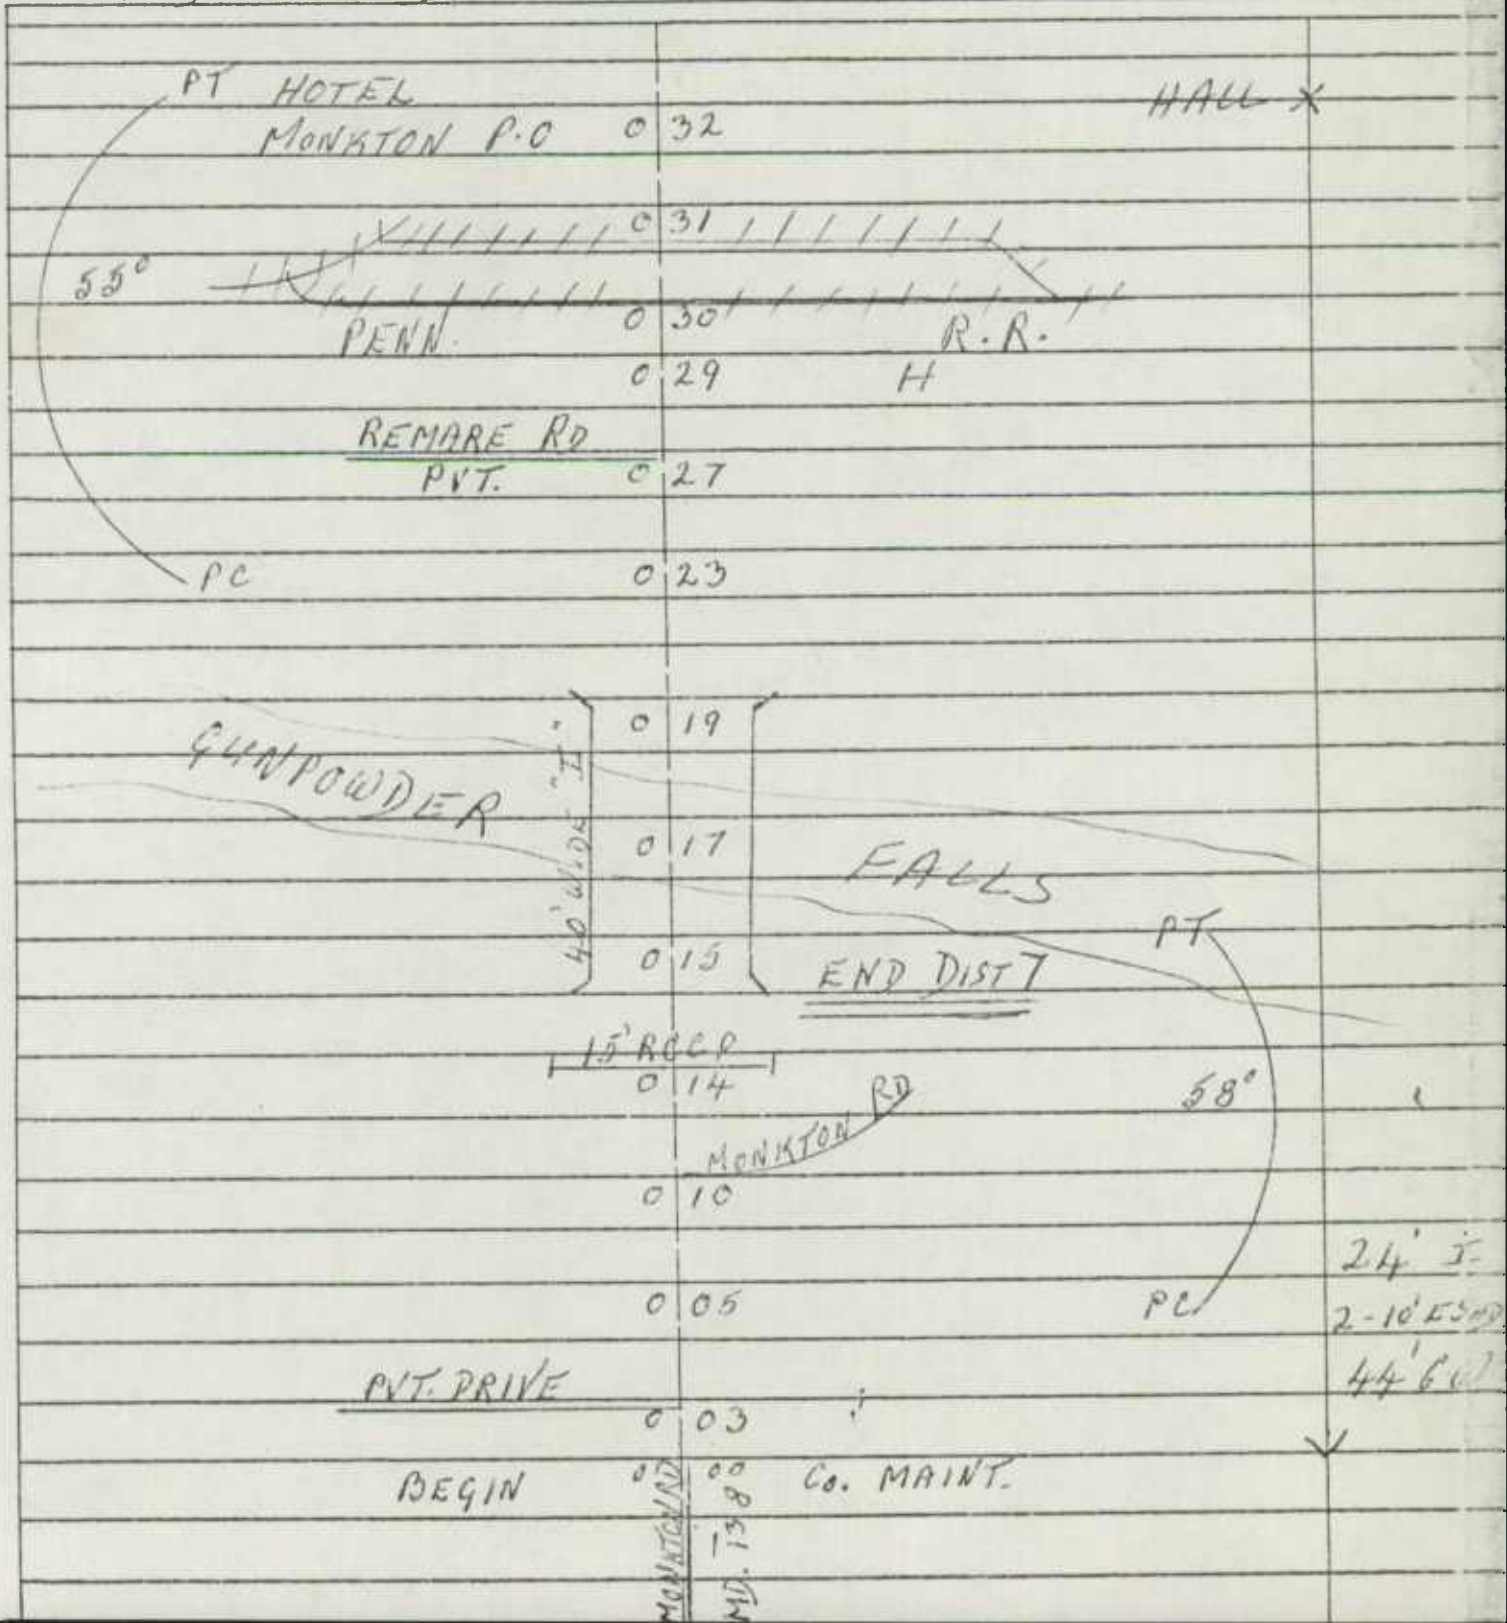 PT HOTEL
HALL X
MONKTON P.O 0 32
0 31
55°
0 30
PENN. R.R.
0 29 H
REMARE RD
PVT. 0 27
PC 0 23
0 19
GUNPOWDER
40' WIDE "I"
0 17
FALLS
PT
0 15 END DIST 7
15' RCCP
0 14
58°
MONKTON RD
0 10
24' I
0 05 PC
2-10'
PVT. DRIVE
44'
0 03
BEGIN 0 00 Co. MAINT.
MONKTON RD
MD. 138